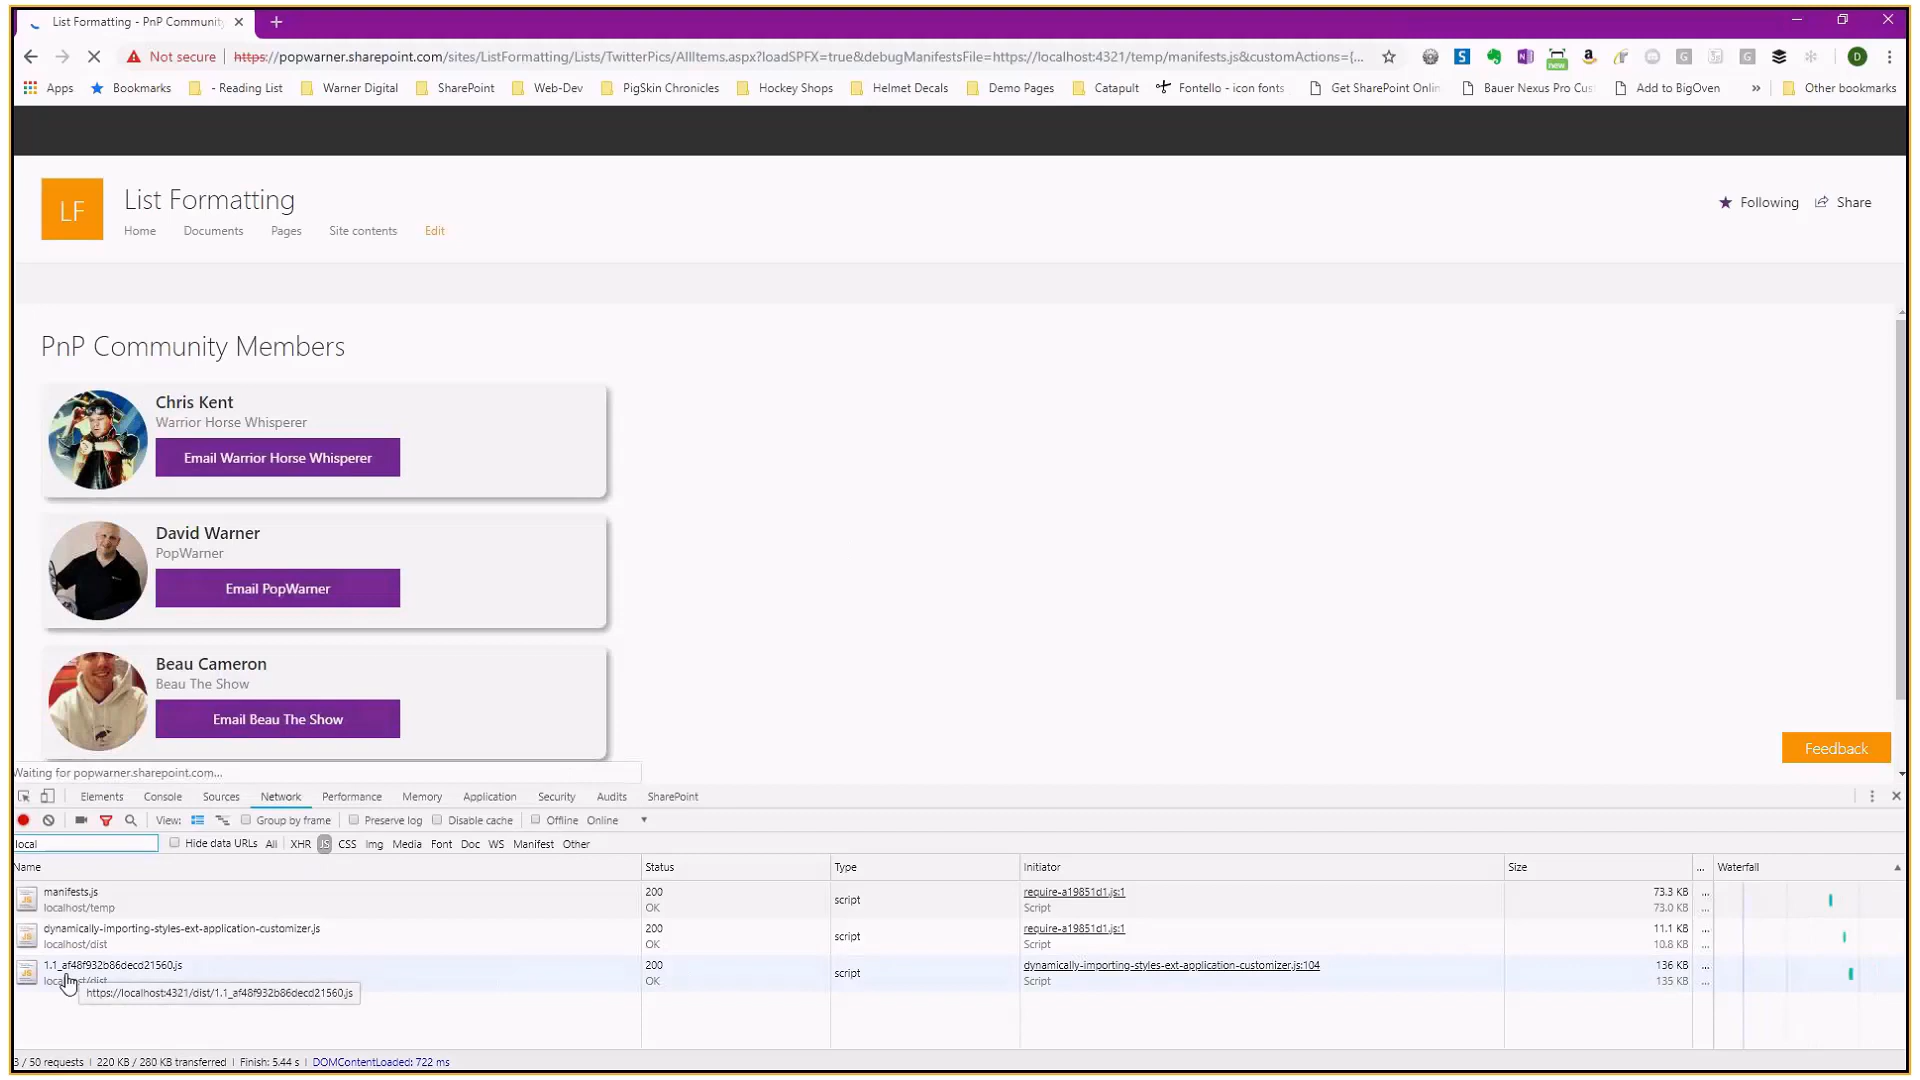 List Formatting - PnP Community
Not secure https://popwarner.sharepoint.com/sites/ListFormatting/Lists/TwitterPics/AllItems.aspx?loadSPFX=true&debugManifestsFile=https://localhost:4321/temp/manifests.js&customActions={...
new
D
Apps Bookmarks - Reading List Warner Digital SharePoint Web-Dev PigSkin Chronicles Hockey Shops Helmet Decals Demo Pages Catapult Fontello - icon fonts Get SharePoint Onlin Bauer Nexus Pro Cus Add to BigOven » Other bookmarks
LF
List Formatting
Following Share
Home Documents Pages Site contents Edit
PnP Community Members
Chris Kent
Warrior Horse Whisperer
Email Warrior Horse Whisperer
David Warner
PopWarner
Email PopWarner
Beau Cameron
Beau The Show
Email Beau The Show
Feedback
Waiting for popwarner.sharepoint.com...
Elements Console Sources Network Performance Memory Application Security Audits SharePoint
View: Group by frame Preserve log Disable cache Offline Online
local Hide data URLs All XHR JS CSS Img Media Font Doc WS Manifest Other
Name Status Type Initiator Size ... Waterfall
manifests.js 200 script require-a19851d1.js:1 73.3 KB ...
localhost/temp OK Script 73.0 KB
dynamically-importing-styles-ext-application-customizer.js 200 script require-a19851d1.js:1 11.1 KB ...
localhost/dist OK Script 10.8 KB
1.1_af48f932b86decd21560.js 200 script dynamically-importing-styles-ext-application-customizer.js:104 136 KB ...
localhost/dist OK Script 135 KB ...
https://localhost:4321/dist/1.1_af48f932b86decd21560.js
3 / 50 requests | 220 KB / 280 KB transferred | Finish: 5.44 s | DOMContentLoaded: 722 ms